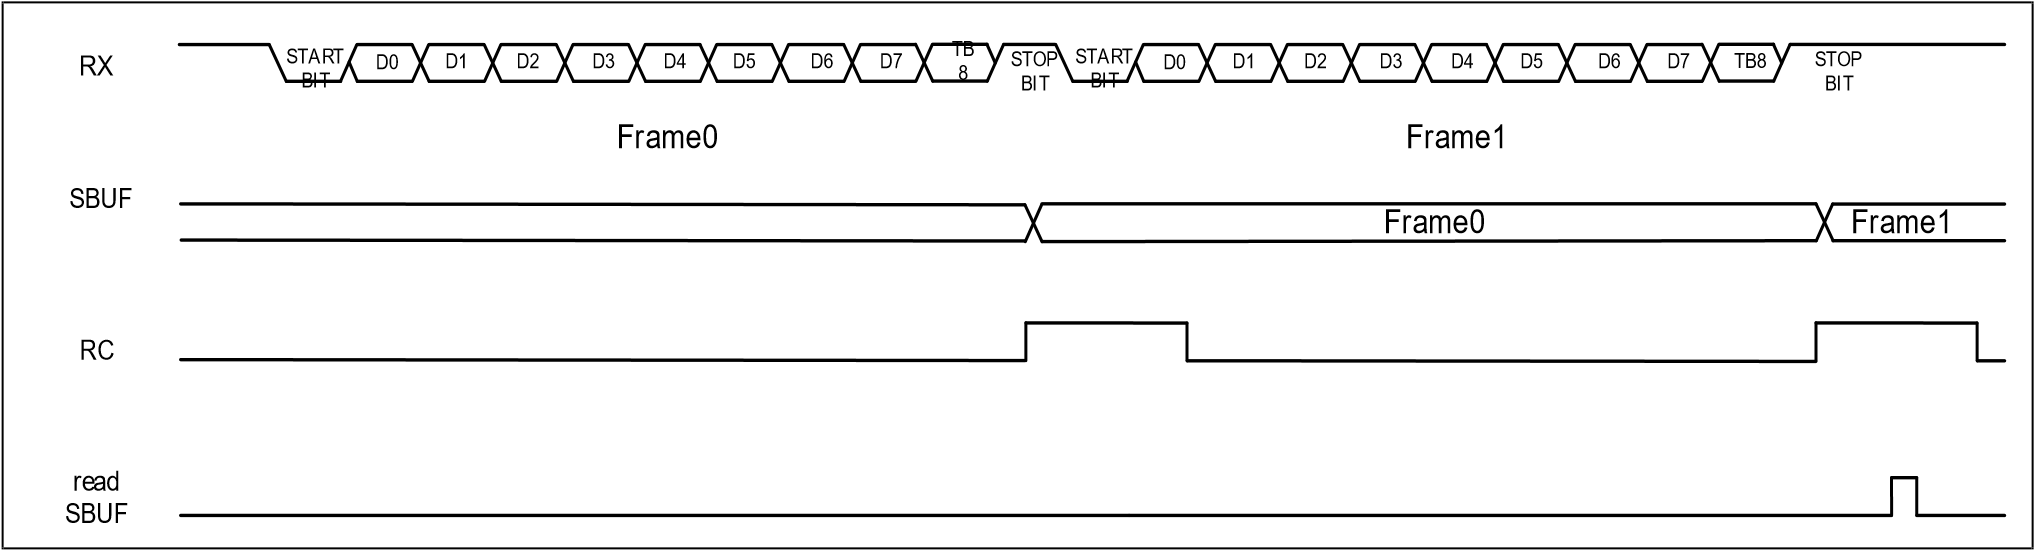 RX START BIT D0 D1 D2 D3 D4 D5 D6 D7 TB 8 STOP BIT START BIT D0 D1 D2 D3 D4 D5 D6 D7 TB8 STOP BIT
Frame0 Frame1
SBUF Frame0 Frame1
RC
read
SBUF